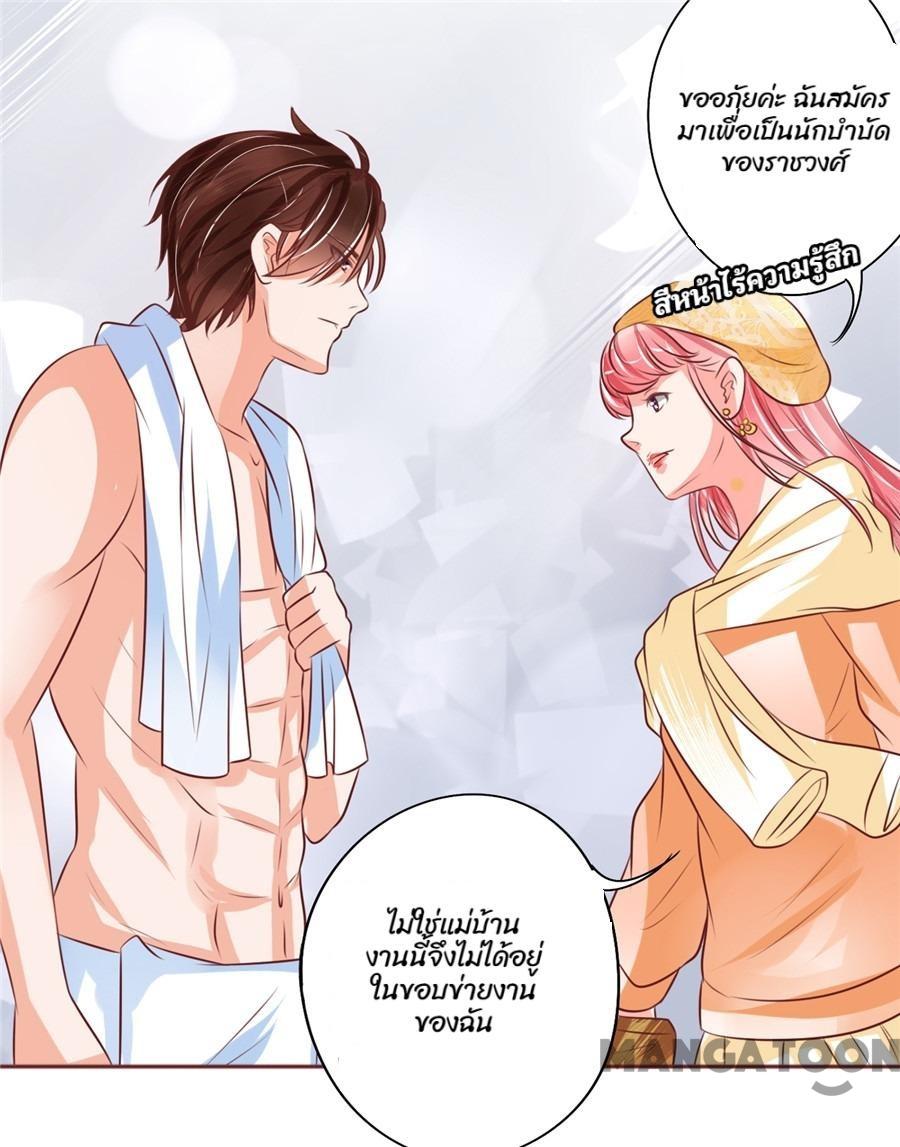 ขออภัยค่ะ ฉันสมัคร
มาเพื่อเป็นนักบำบัด
ของราชวงศ์
สีหน้าไร้ความรู้สึก
ไม่ใช่แม่บ้าน
งานนี้จึงไม่ได้อยู่
ในขอบข่ายงาน
ของฉัน
MANGATOON